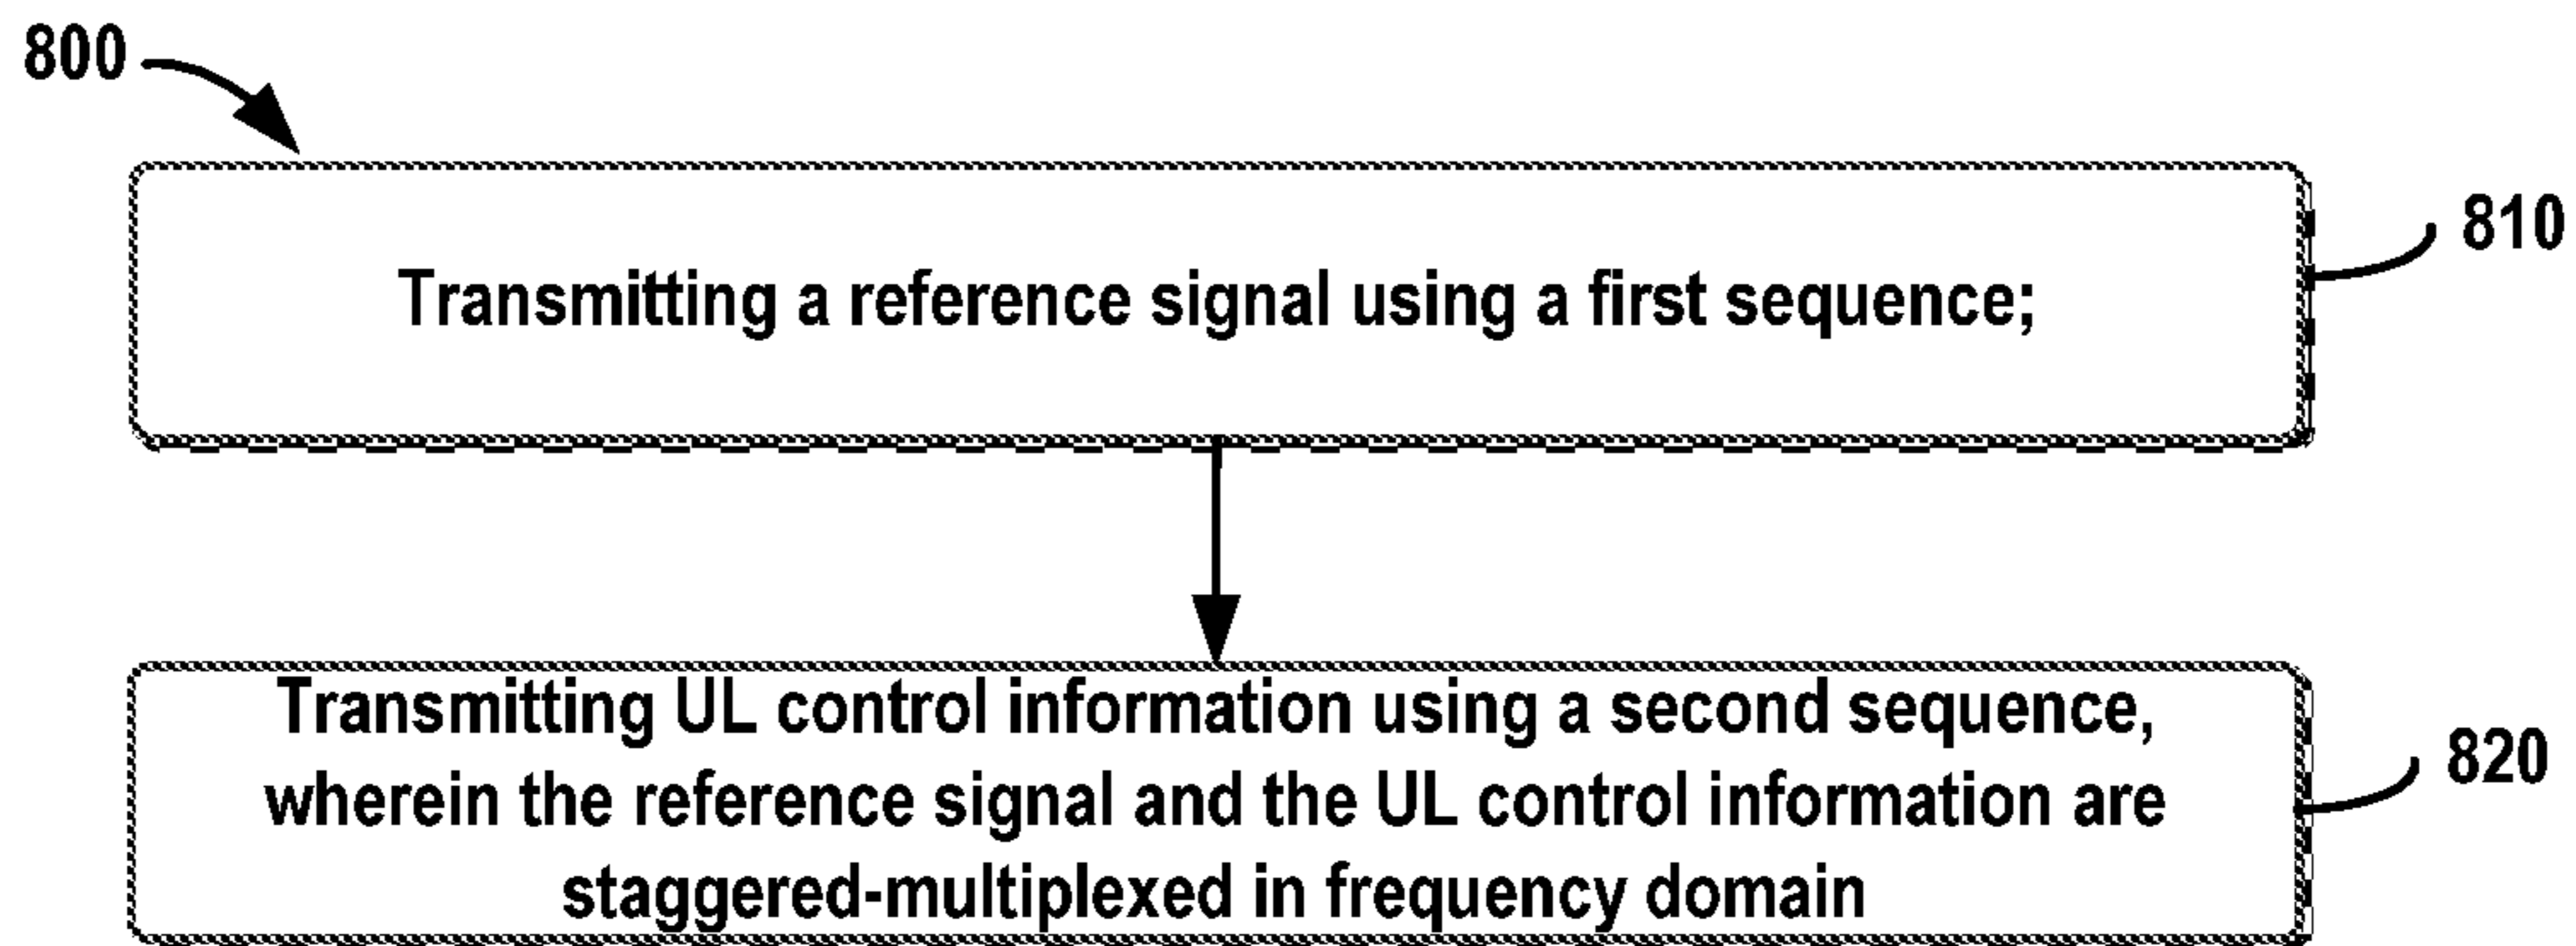 800
810
Transmitting a reference signal using a first sequence;
Transmitting UL control information using a second sequence,
820
wherein the reference signal and the UL control information are
staggered-multiplexed in frequency domain